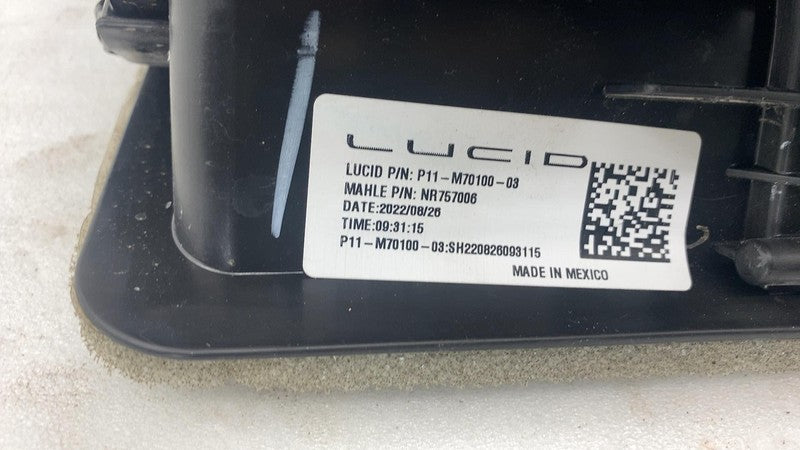 LUCID
LUCID P/N: P11-M70100-03
MAHLE P/N: NR757006
DATE:2022/08/26
TIME:09:31:15
P11-M70100-03:SH220826093115
MADE IN MEXICO